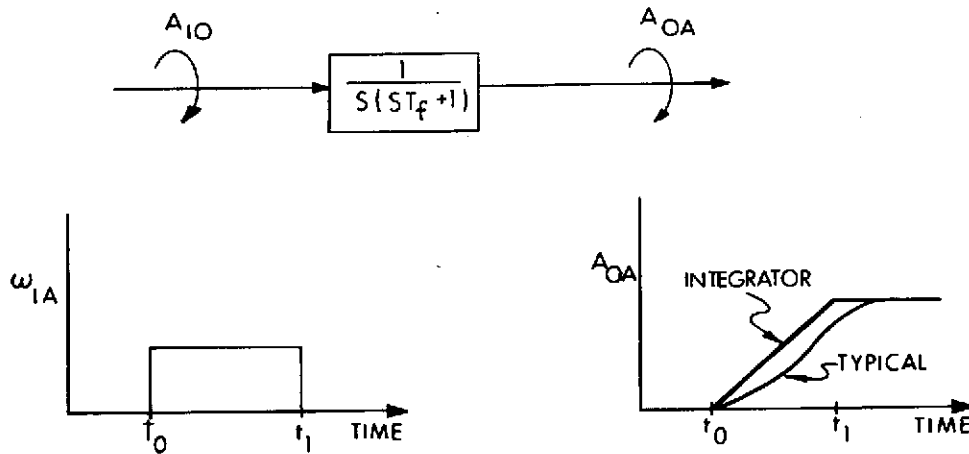 A_IO
A_OA
1
S(ST_f+1)
ω_IA
t_0
t_1
TIME
A_OA
INTEGRATOR
TYPICAL
t_0
t_1
TIME